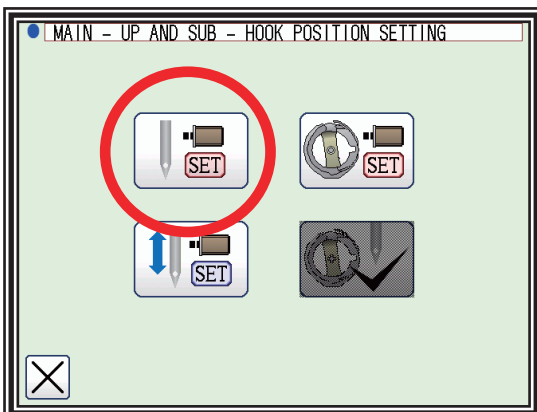 MAIN – UP AND SUB – HOOK POSITION SETTING
SET
SET
SET